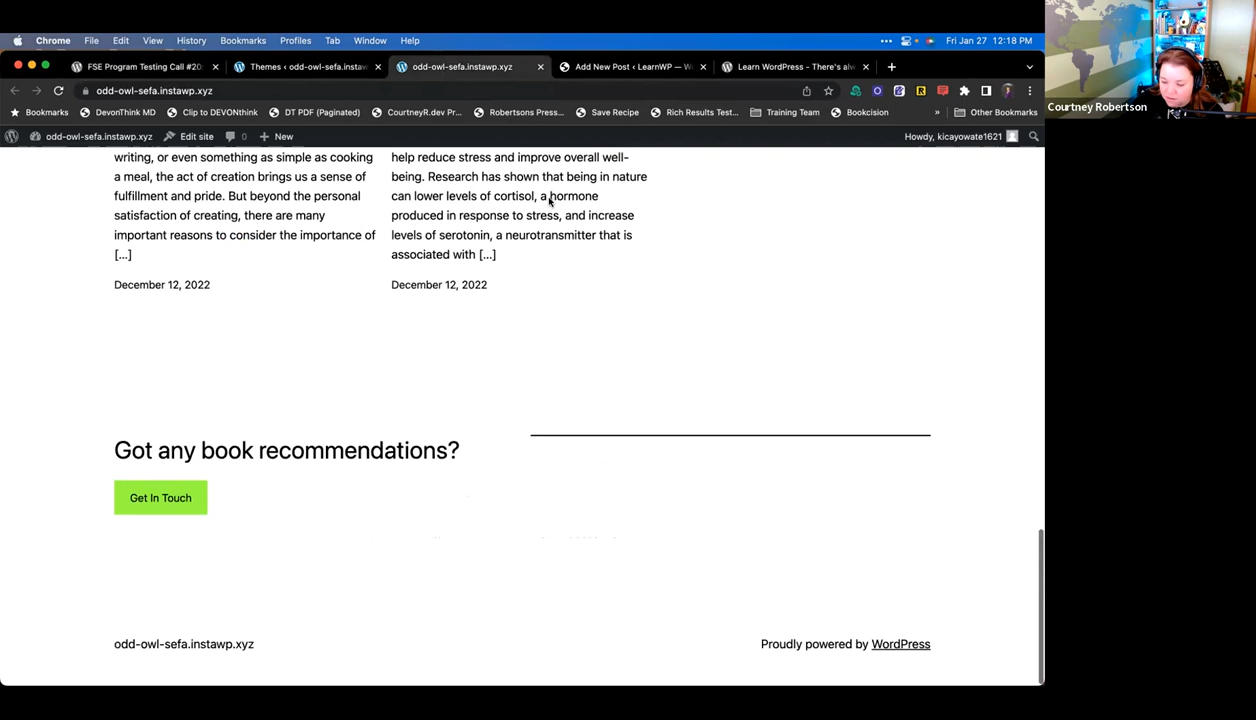 Chrome File Edit View History Bookmarks Profiles Tab Window Help Fri Jan 27 12:18 PM
FSE Program Testing Call #20 Themes ‹ odd-owl-sefa.instaw odd-owl-sefa.instawp.xyz Add New Post ‹ LearnWP — W Learn WordPress - There's alw
odd-owl-sefa.instawp.xyz
Bookmarks DevonThink MD Clip to DEVONthink DT PDF (Paginated) CourtneyR.dev Pr... Robertsons Press... Save Recipe Rich Results Test... Training Team Bookcision » Other Bookmarks
odd-owl-sefa.instawp.xyz Edit site 0 New Howdy, kicayowate1621
Courtney Robertson
writing, or even something as simple as cooking
a meal, the act of creation brings us a sense of
fulfillment and pride. But beyond the personal
satisfaction of creating, there are many
important reasons to consider the importance of
[...]
December 12, 2022
help reduce stress and improve overall well-
being. Research has shown that being in nature
can lower levels of cortisol, a hormone
produced in response to stress, and increase
levels of serotonin, a neurotransmitter that is
associated with [...]
December 12, 2022
Got any book recommendations?
Get In Touch
odd-owl-sefa.instawp.xyz
Proudly powered by WordPress